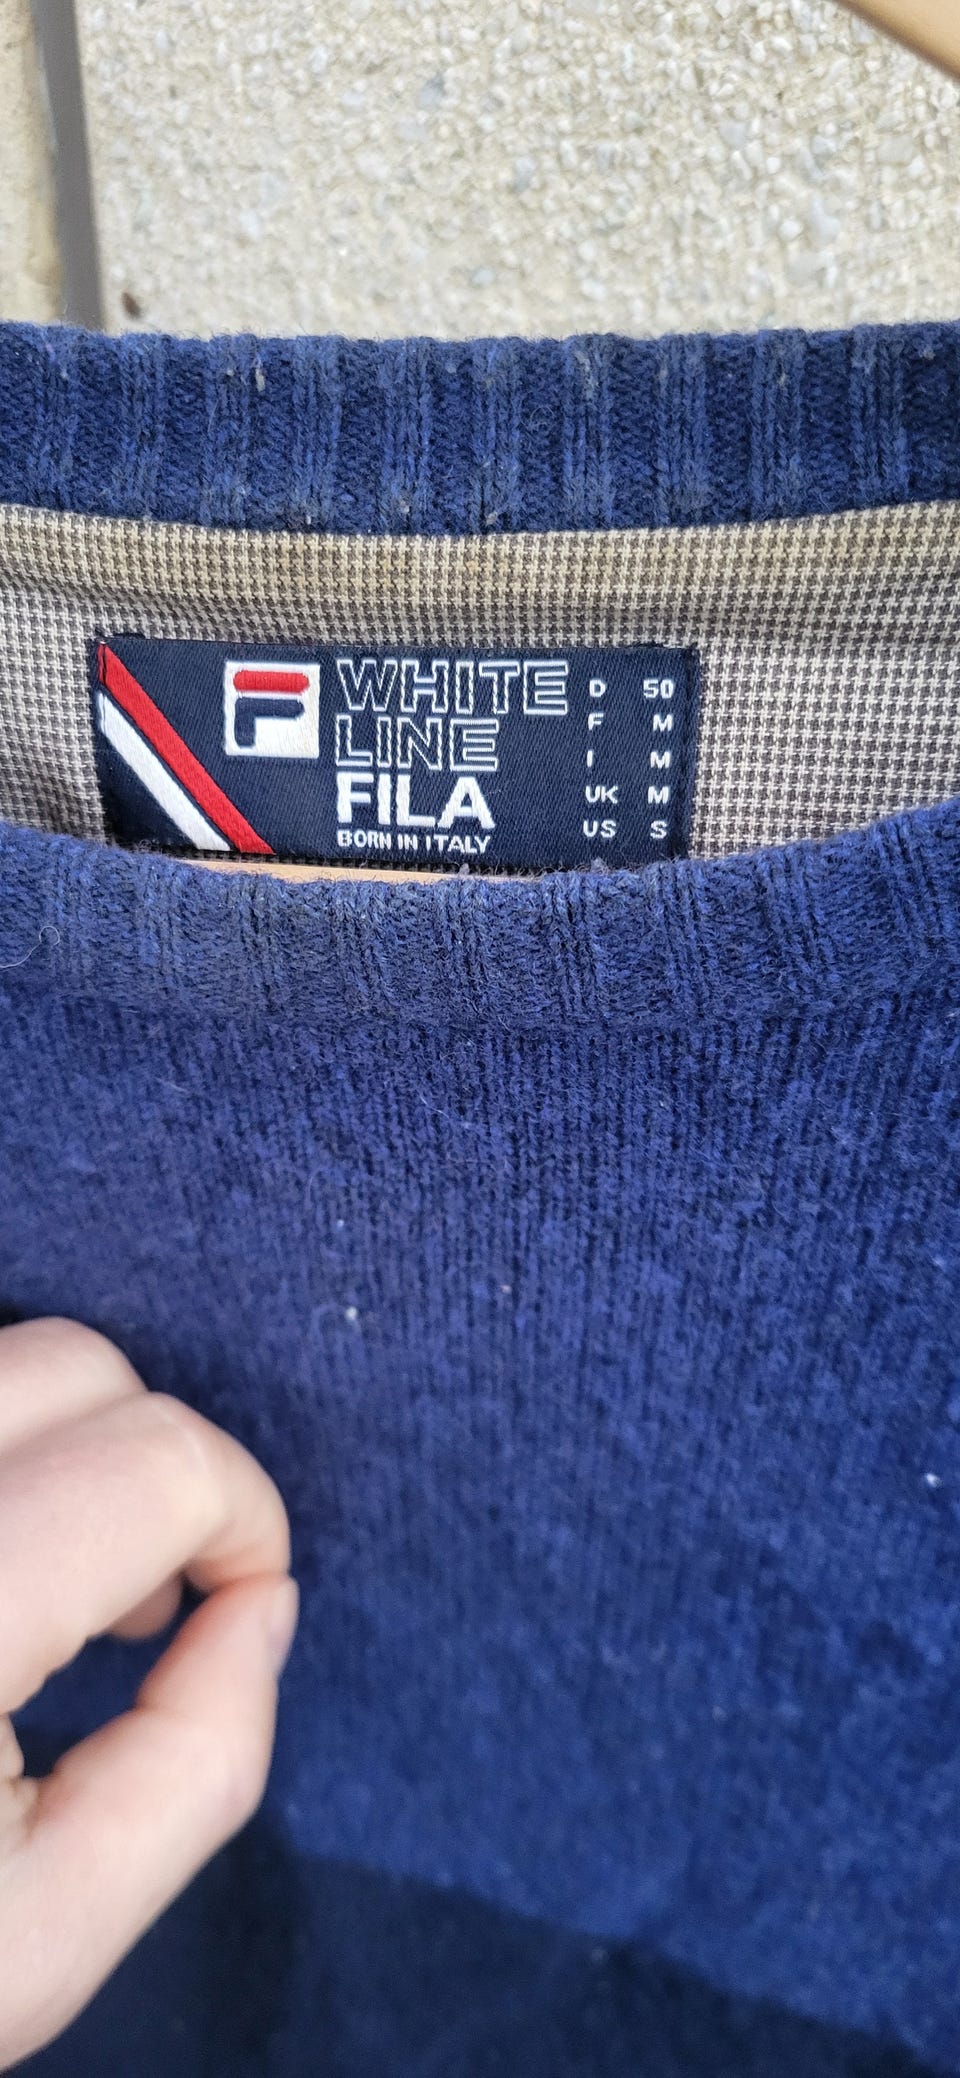 WHITE
LINE
FILA
BORN IN ITALY
D 50
F M
I M
UK M
US S